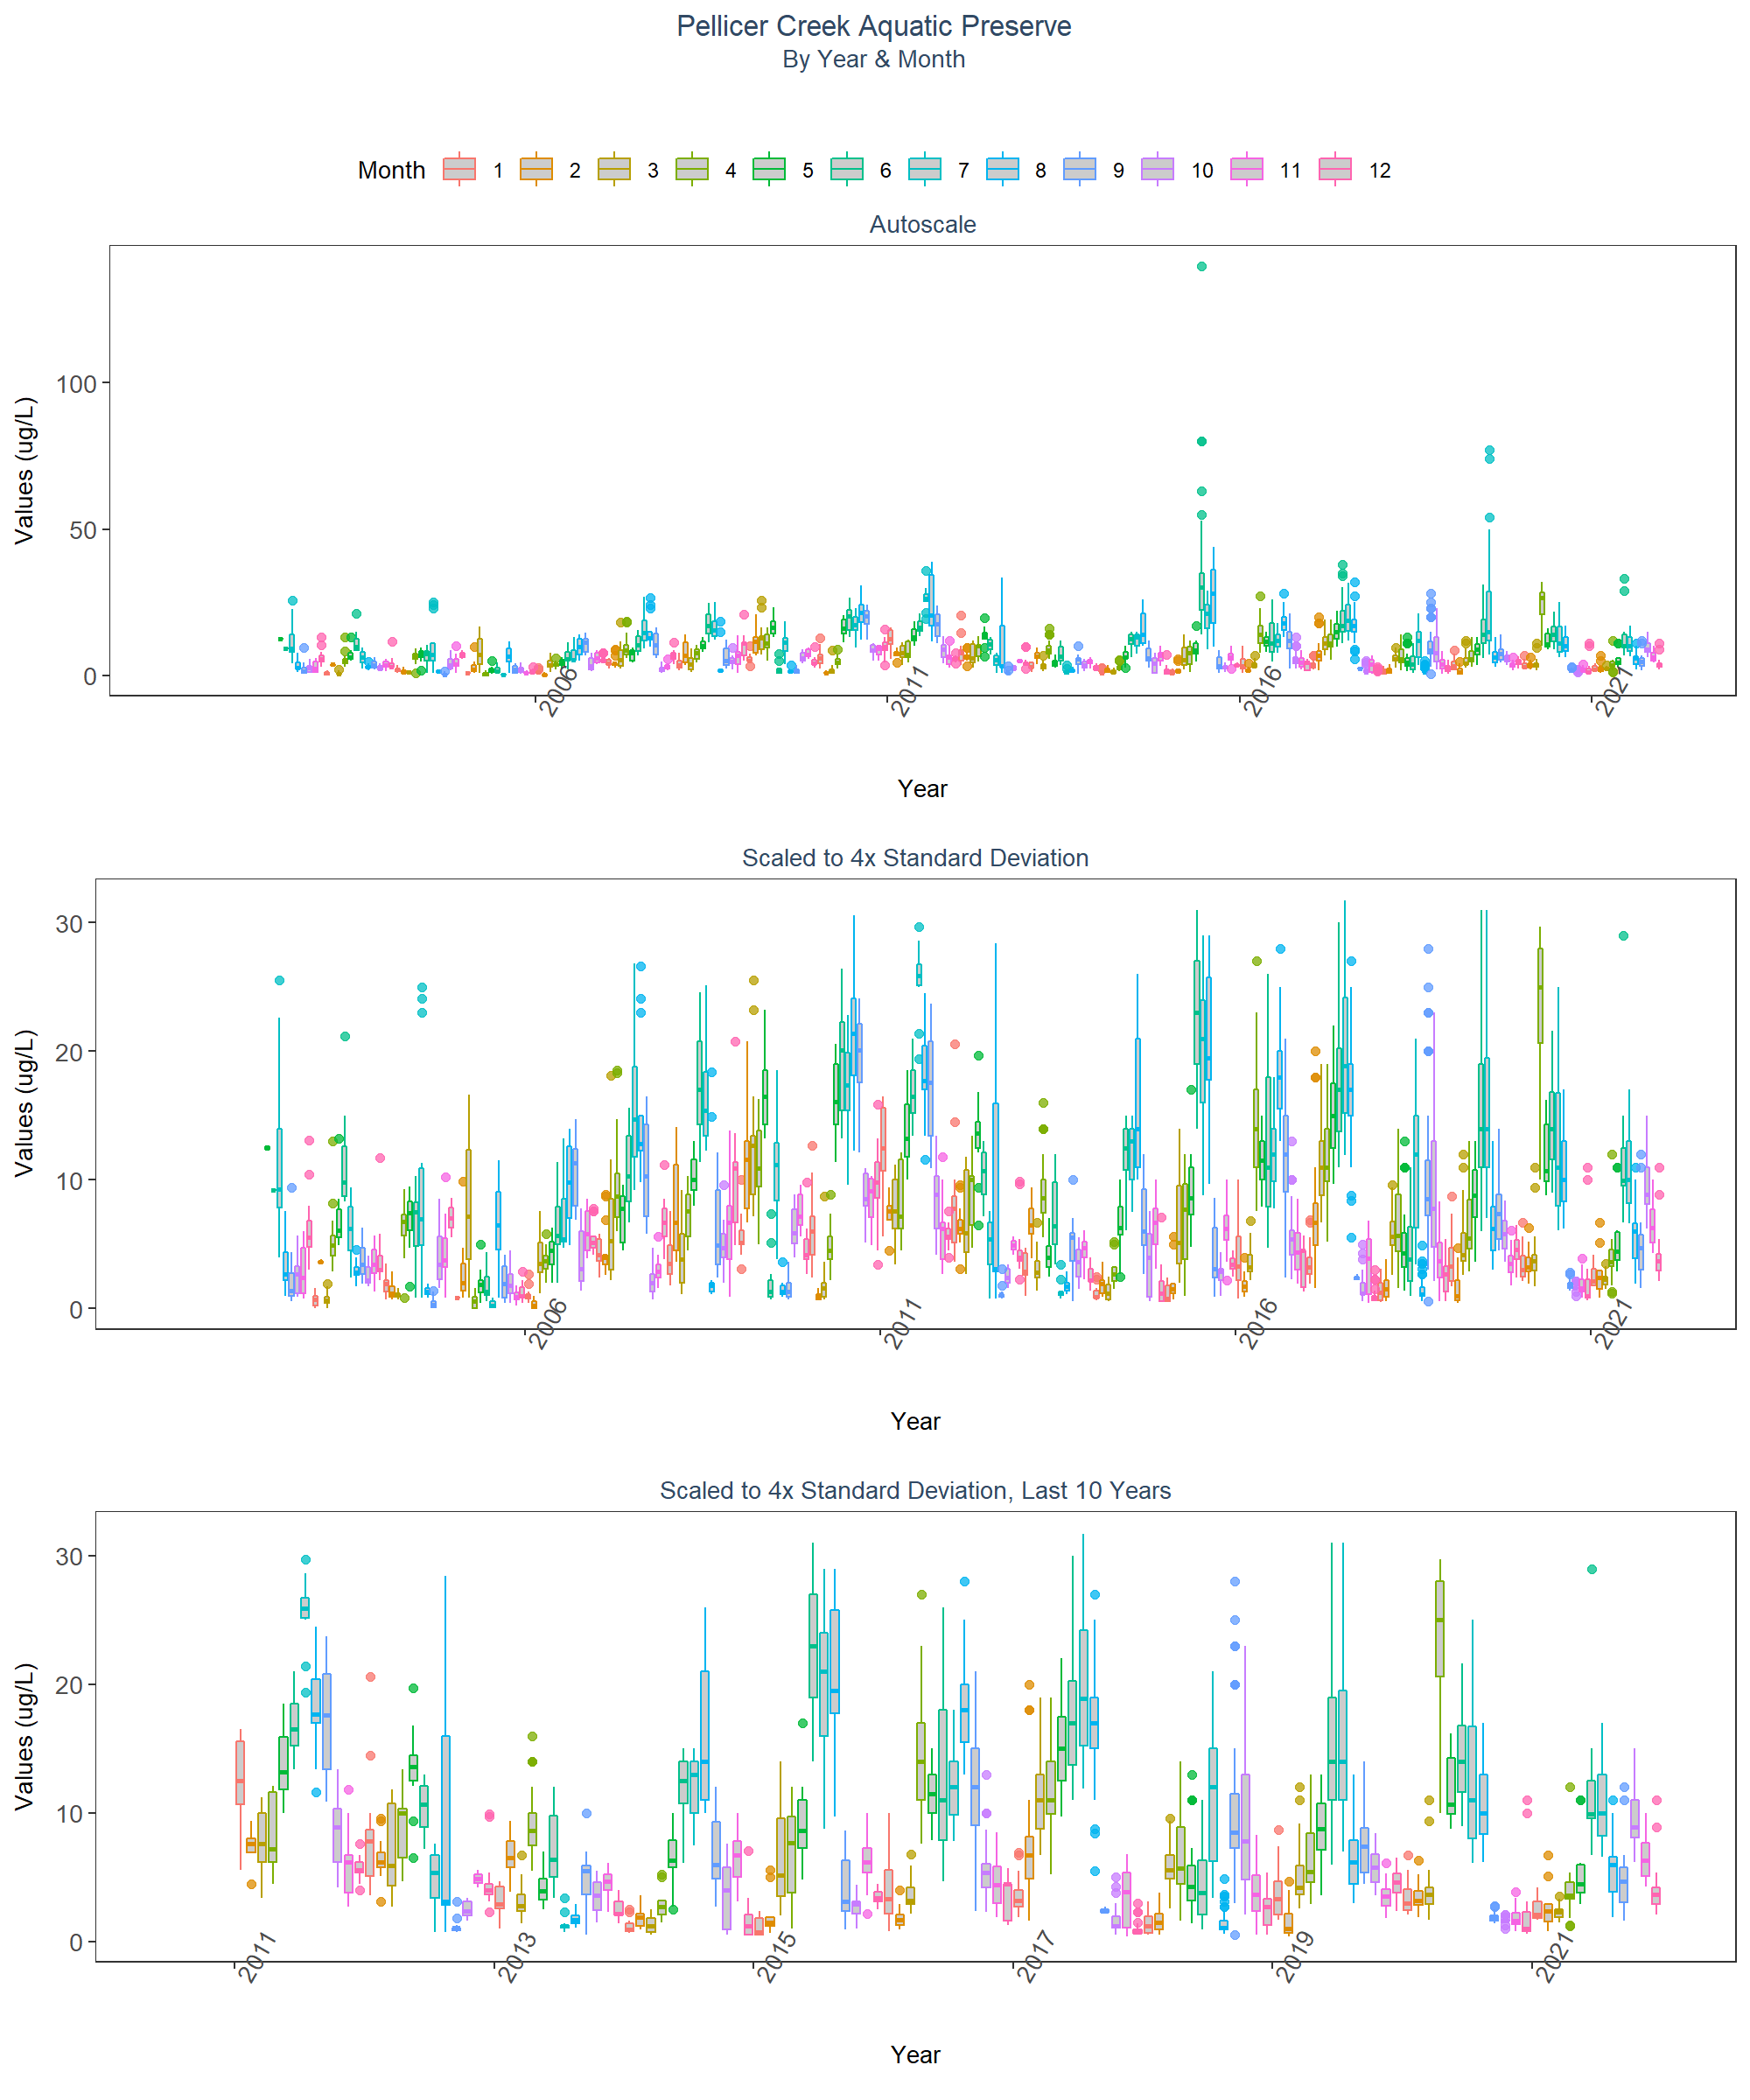 Pellicer Creek Aquatic Preserve
By Year & Month
Month 1 2 3 4 5 6 7 8 9 10 11 12
Autoscale
Values (ug/L)
100
50
0
2006 2011 2016 2021
Year
Scaled to 4x Standard Deviation
Values (ug/L)
30
20
10
0
2006 2011 2016 2021
Year
Scaled to 4x Standard Deviation, Last 10 Years
Values (ug/L)
30
20
10
0
2011 2013 2015 2017 2019 2021
Year